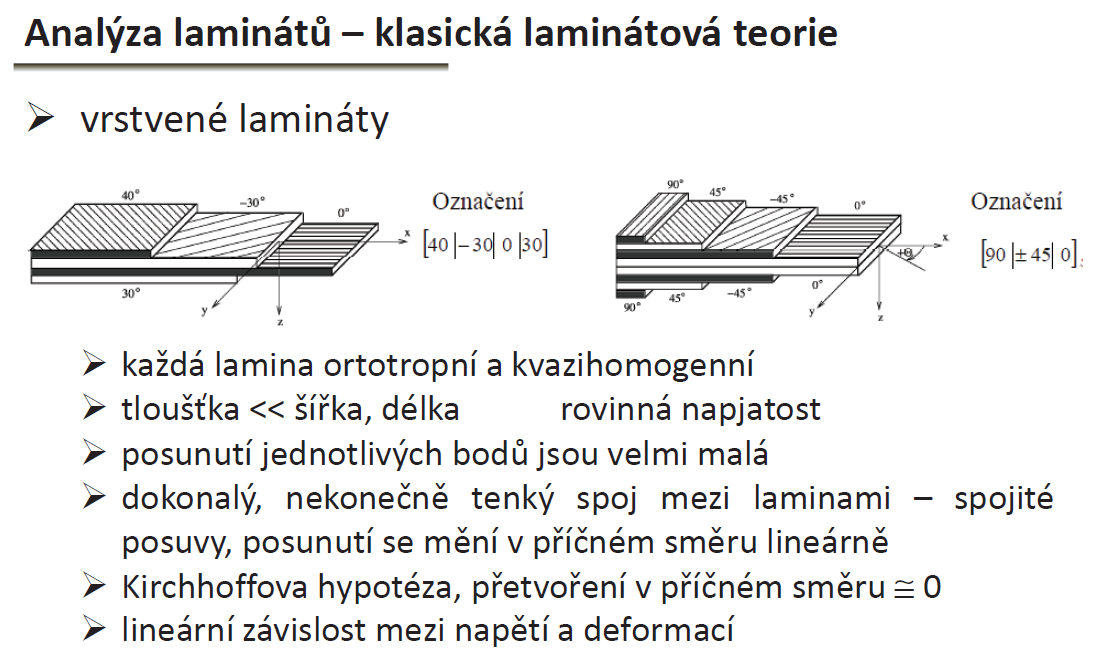 Analýza laminátů – klasická laminátová teorie
➢ vrstvené lamináty
40°
−30°
0°
x
30°
y
z
Označení
[40 |−30| 0 |30]
90°
45°
−45°
0°
x
+Θ
90°
45°
−45°
0°
y
z
Označení
[90 |± 45| 0]s
➢ každá lamina ortotropní a kvazihomogenní
➢ tloušťka << šířka, délka rovinná napjatost
➢ posunutí jednotlivých bodů jsou velmi malá
➢ dokonalý, nekonečně tenký spoj mezi laminami – spojité
posuvy, posunutí se mění v příčném směru lineárně
➢ Kirchhoffova hypotéza, přetvoření v příčném směru ≅ 0
➢ lineární závislost mezi napětí a deformací